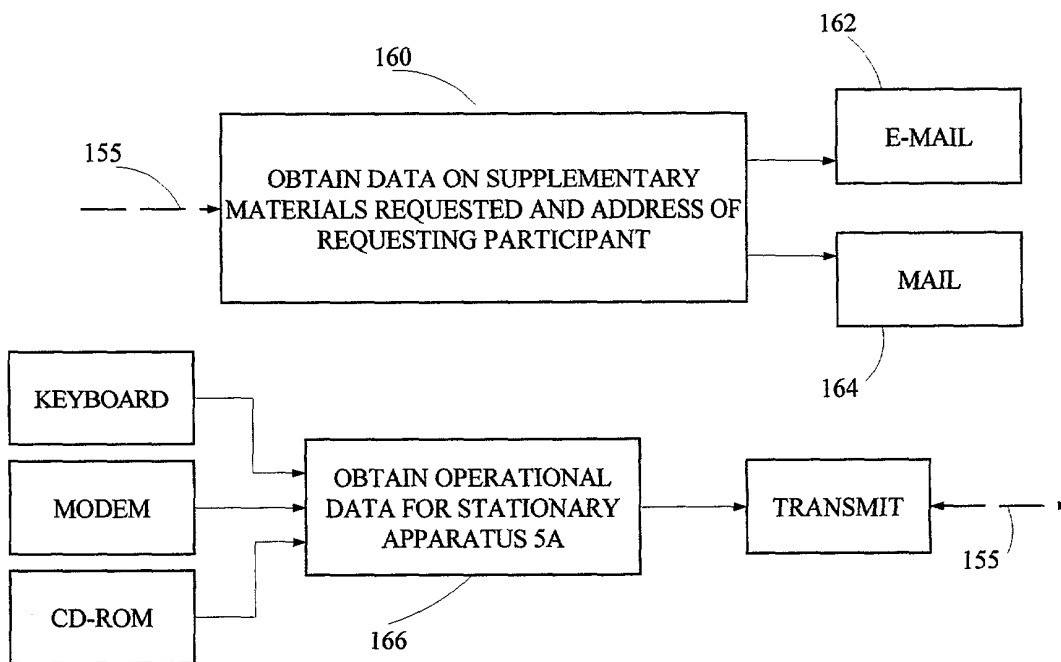 162
160
E-MAIL
155
OBTAIN DATA ON SUPPLEMENTARY
MATERIALS REQUESTED AND ADDRESS OF
REQUESTING PARTICIPANT
MAIL
164
KEYBOARD
MODEM
CD-ROM
OBTAIN OPERATIONAL
DATA FOR STATIONARY
APPARATUS 5A
166
TRANSMIT
155